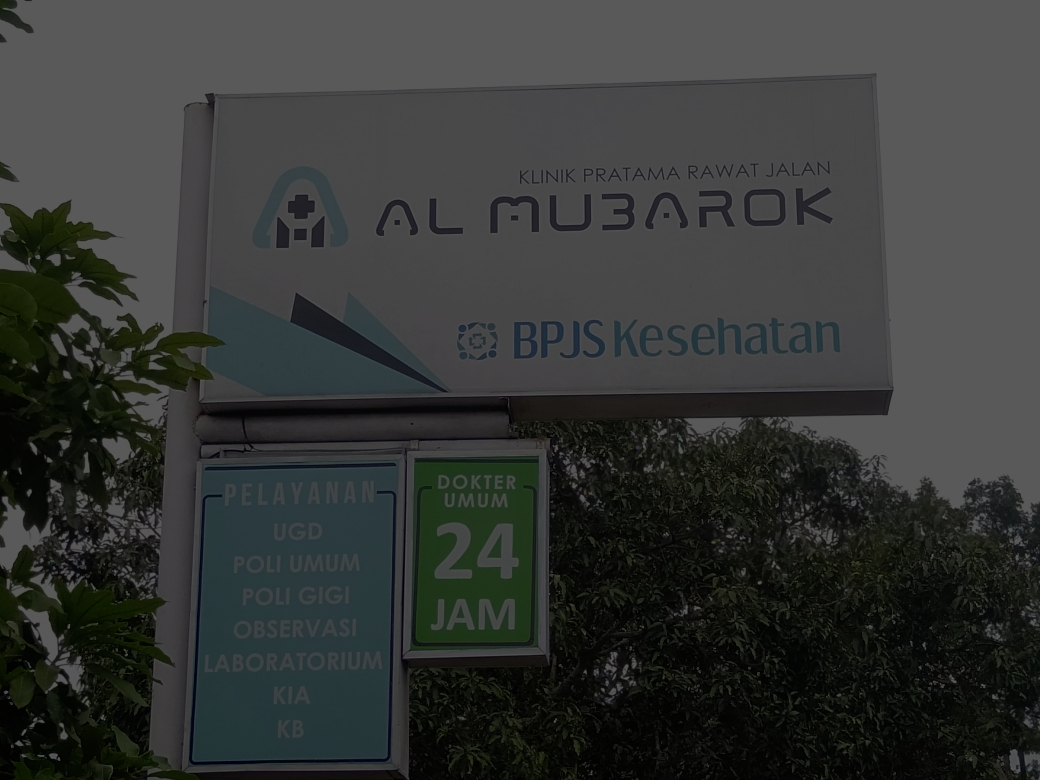 KLINIK PRATAMA RAWAT JALAN
AL MUBAROK
BPJS Kesehatan
PELAYANAN
UGD
POLI UMUM
POLI GIGI
OBSERVASI
LABORATORIUM
KIA
KB
DOKTER
UMUM
24
JAM